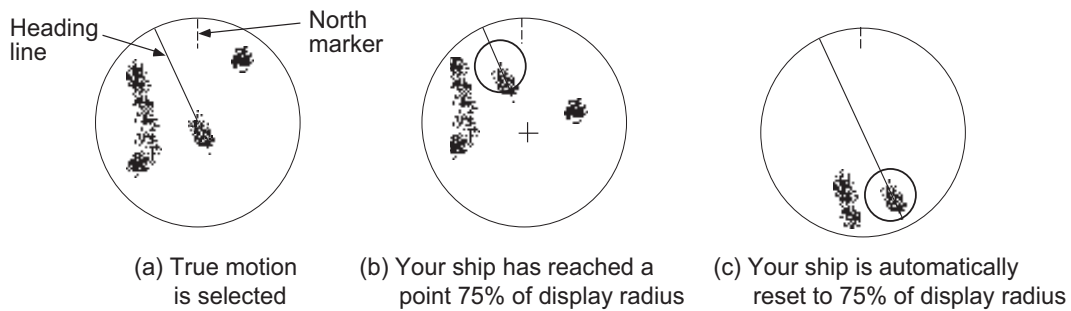 Heading
line
North
marker
(a) True motion
is selected
(b) Your ship has reached a
point 75% of display radius
(c) Your ship is automatically
reset to 75% of display radius